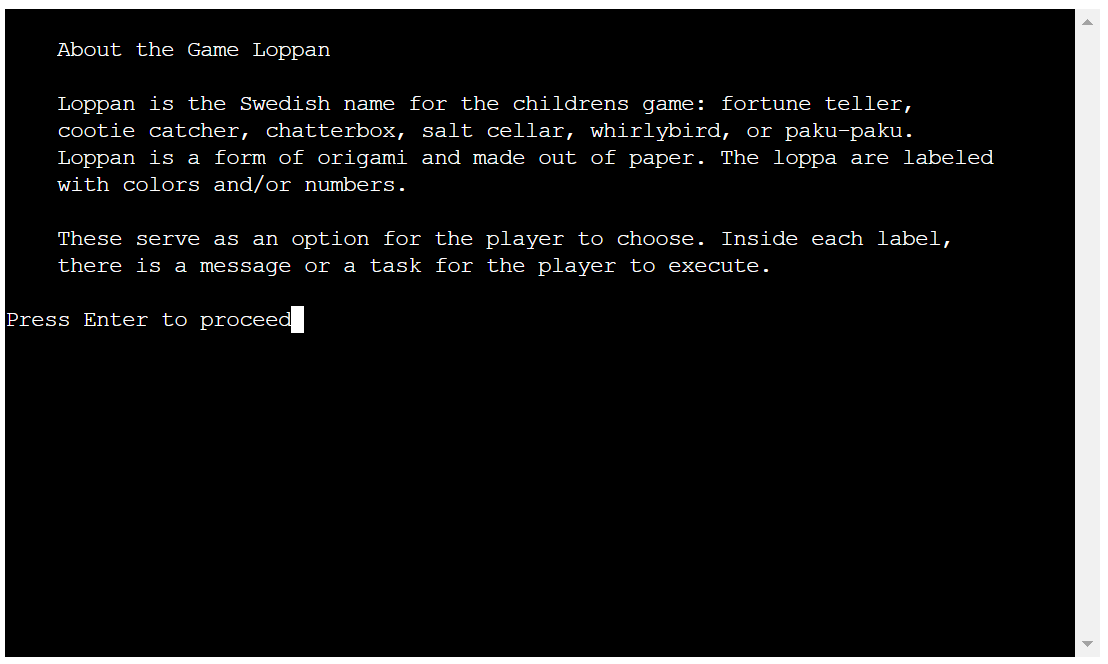 About the Game Loppan
Loppan is the Swedish name for the childrens game: fortune teller,
cootie catcher, chatterbox, salt cellar, whirlybird, or paku-paku.
Loppan is a form of origami and made out of paper. The loppa are labeled
with colors and/or numbers.
These serve as an option for the player to choose. Inside each label,
there is a message or a task for the player to execute.
Press Enter to proceed